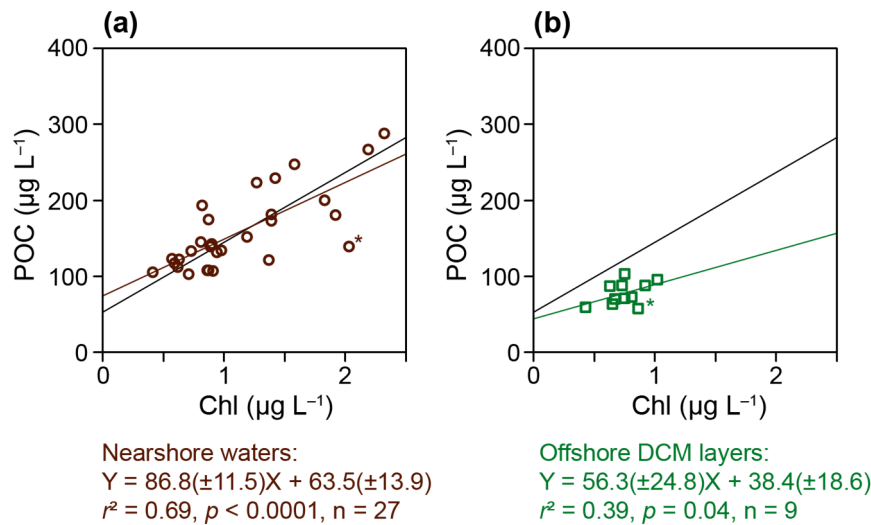 (a)
400
300
200
100
0
POC (µg L⁻¹)
0
1
2
Chl (µg L⁻¹)
*
Nearshore waters:
Y = 86.8(±11.5)X + 63.5(±13.9)
r² = 0.69, p < 0.0001, n = 27
(b)
400
300
200
100
0
POC (µg L⁻¹)
0
1
2
Chl (µg L⁻¹)
*
Offshore DCM layers:
Y = 56.3(±24.8)X + 38.4(±18.6)
r² = 0.39, p = 0.04, n = 9